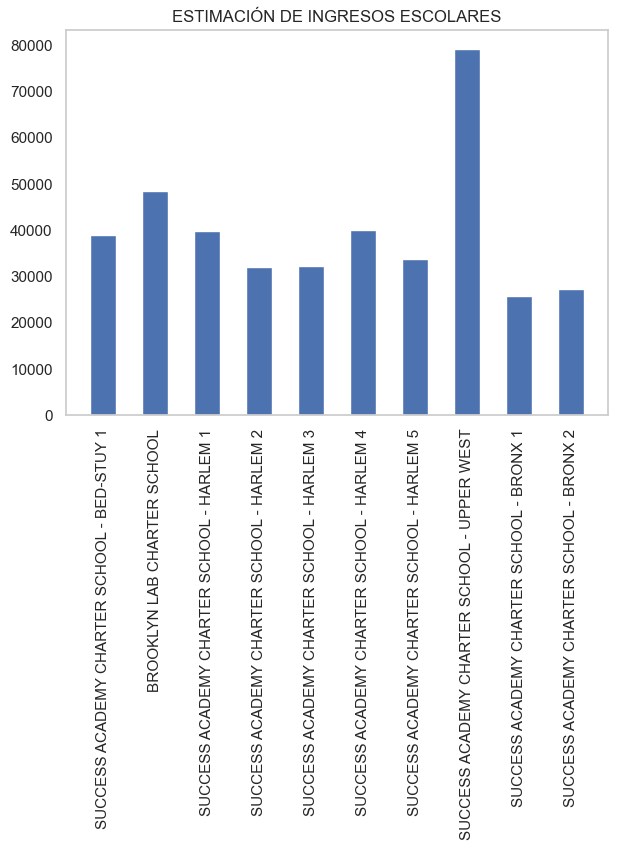 ESTIMACIÓN DE INGRESOS ESCOLARES
80000
70000
60000
50000
40000
30000
20000
10000
0
SUCCESS ACADEMY CHARTER SCHOOL - BED-STUY 1
BROOKLYN LAB CHARTER SCHOOL
SUCCESS ACADEMY CHARTER SCHOOL - HARLEM 1
SUCCESS ACADEMY CHARTER SCHOOL - HARLEM 2
SUCCESS ACADEMY CHARTER SCHOOL - HARLEM 3
SUCCESS ACADEMY CHARTER SCHOOL - HARLEM 4
SUCCESS ACADEMY CHARTER SCHOOL - HARLEM 5
SUCCESS ACADEMY CHARTER SCHOOL - UPPER WEST
SUCCESS ACADEMY CHARTER SCHOOL - BRONX 1
SUCCESS ACADEMY CHARTER SCHOOL - BRONX 2